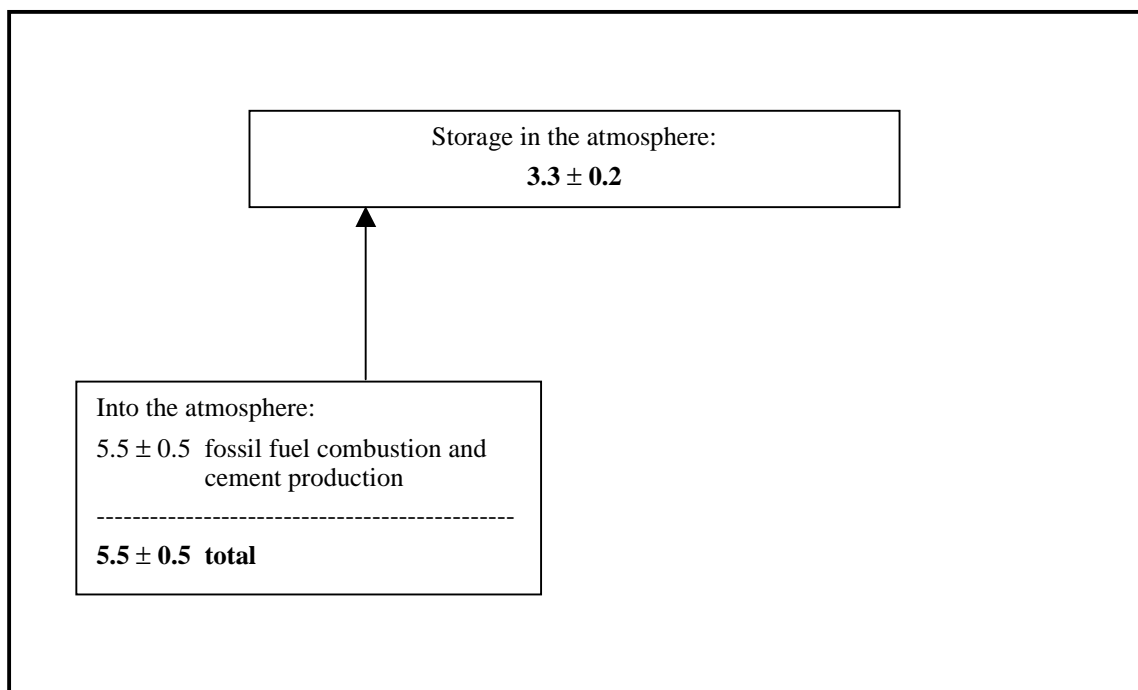 Storage in the atmosphere:
3.3 ± 0.2
Into the atmosphere:
5.5 ± 0.5 fossil fuel combustion and
cement production
-----------------------------------------------
5.5 ± 0.5 total